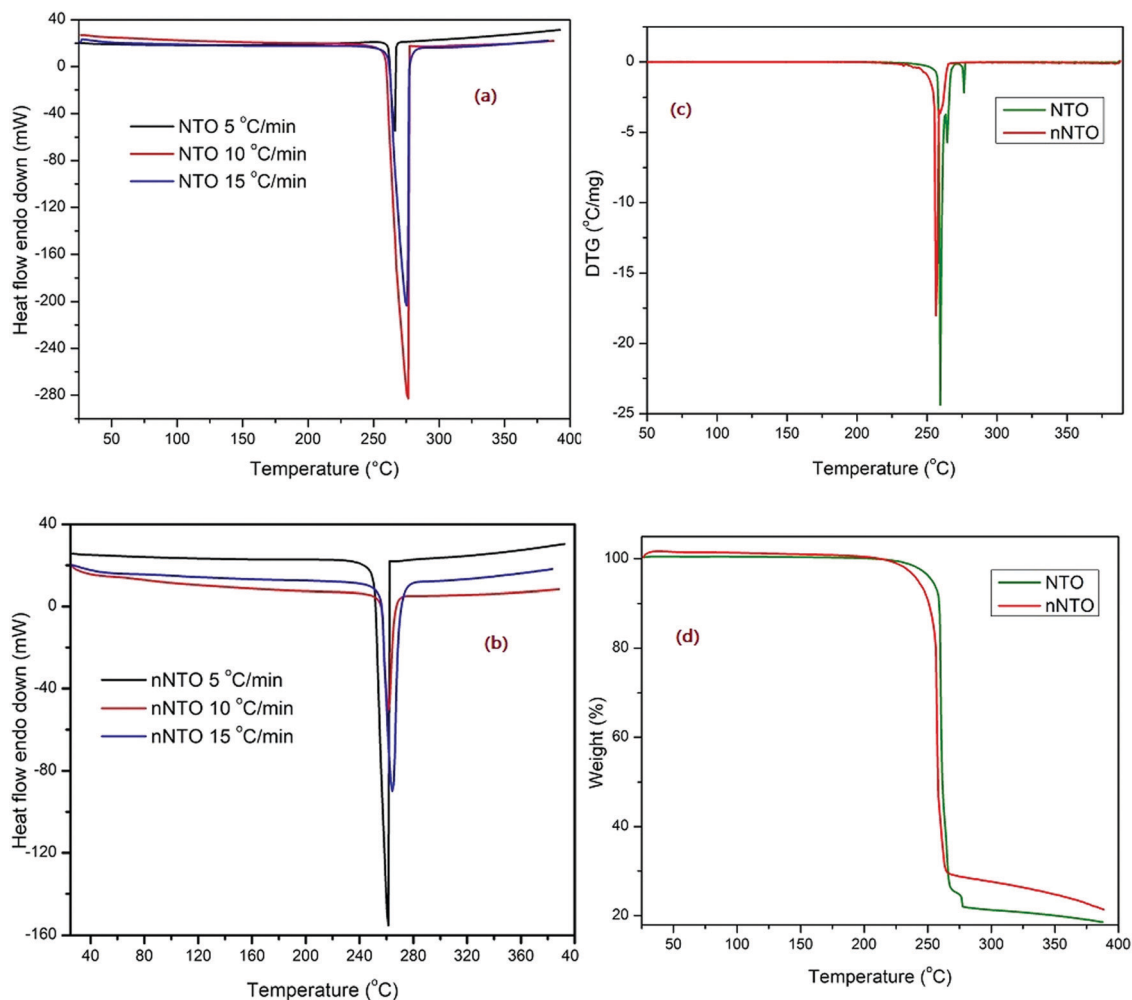 40
0
-40
-80
-120
-160
-200
-240
-280
Heat flow endo down (mW)
NTO 5 °C/min
NTO 10 °C/min
NTO 15 °C/min
(a)
50 100 150 200 250 300 350 400
Temperature (°C)
0
-5
-10
-15
-20
-25
DTG (°C/mg)
(c)
NTO
nNTO
50 100 150 200 250 300 350
Temperature (°C)
40
0
-40
-80
-120
-160
Heat flow endo down (mW)
nNTO 5 °C/min
nNTO 10 °C/min
nNTO 15 °C/min
(b)
40 80 120 160 200 240 280 320 360 40
Temperature (°C)
100
80
60
40
20
Weight (%)
(d)
NTO
nNTO
50 100 150 200 250 300 350 400
Temperature (°C)